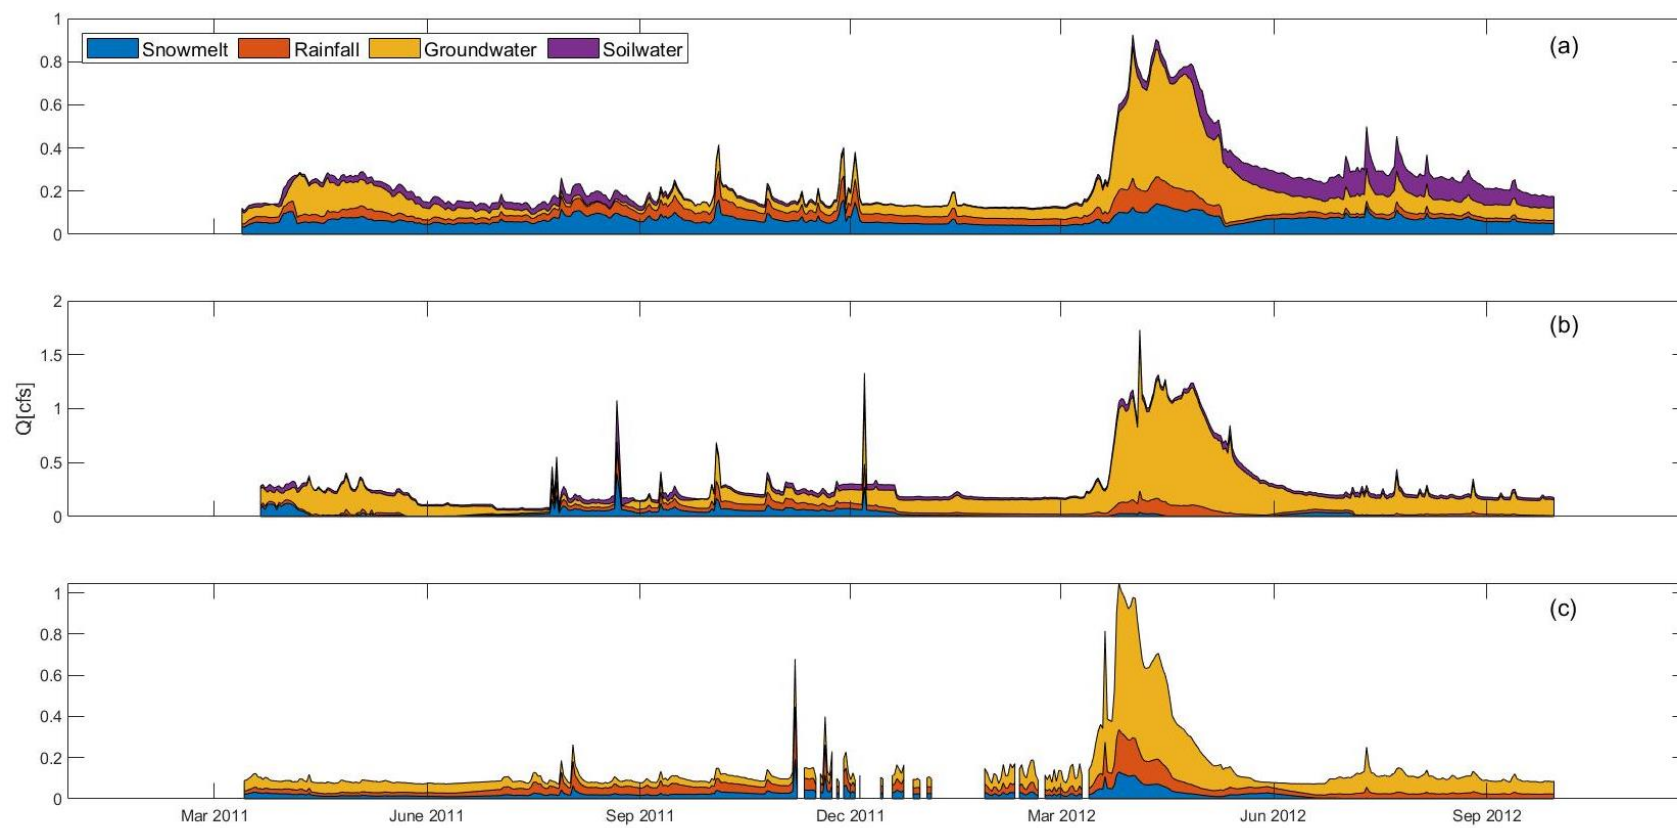 1
0.8
0.6
0.4
0.2
0
Snowmelt Rainfall Groundwater Soilwater
(a)
2
1.5
1
0.5
0
Q[cfs]
(b)
1
0.8
0.6
0.4
0.2
0
(c)
Mar 2011 June 2011 Sep 2011 Dec 2011 Mar 2012 Jun 2012 Sep 2012